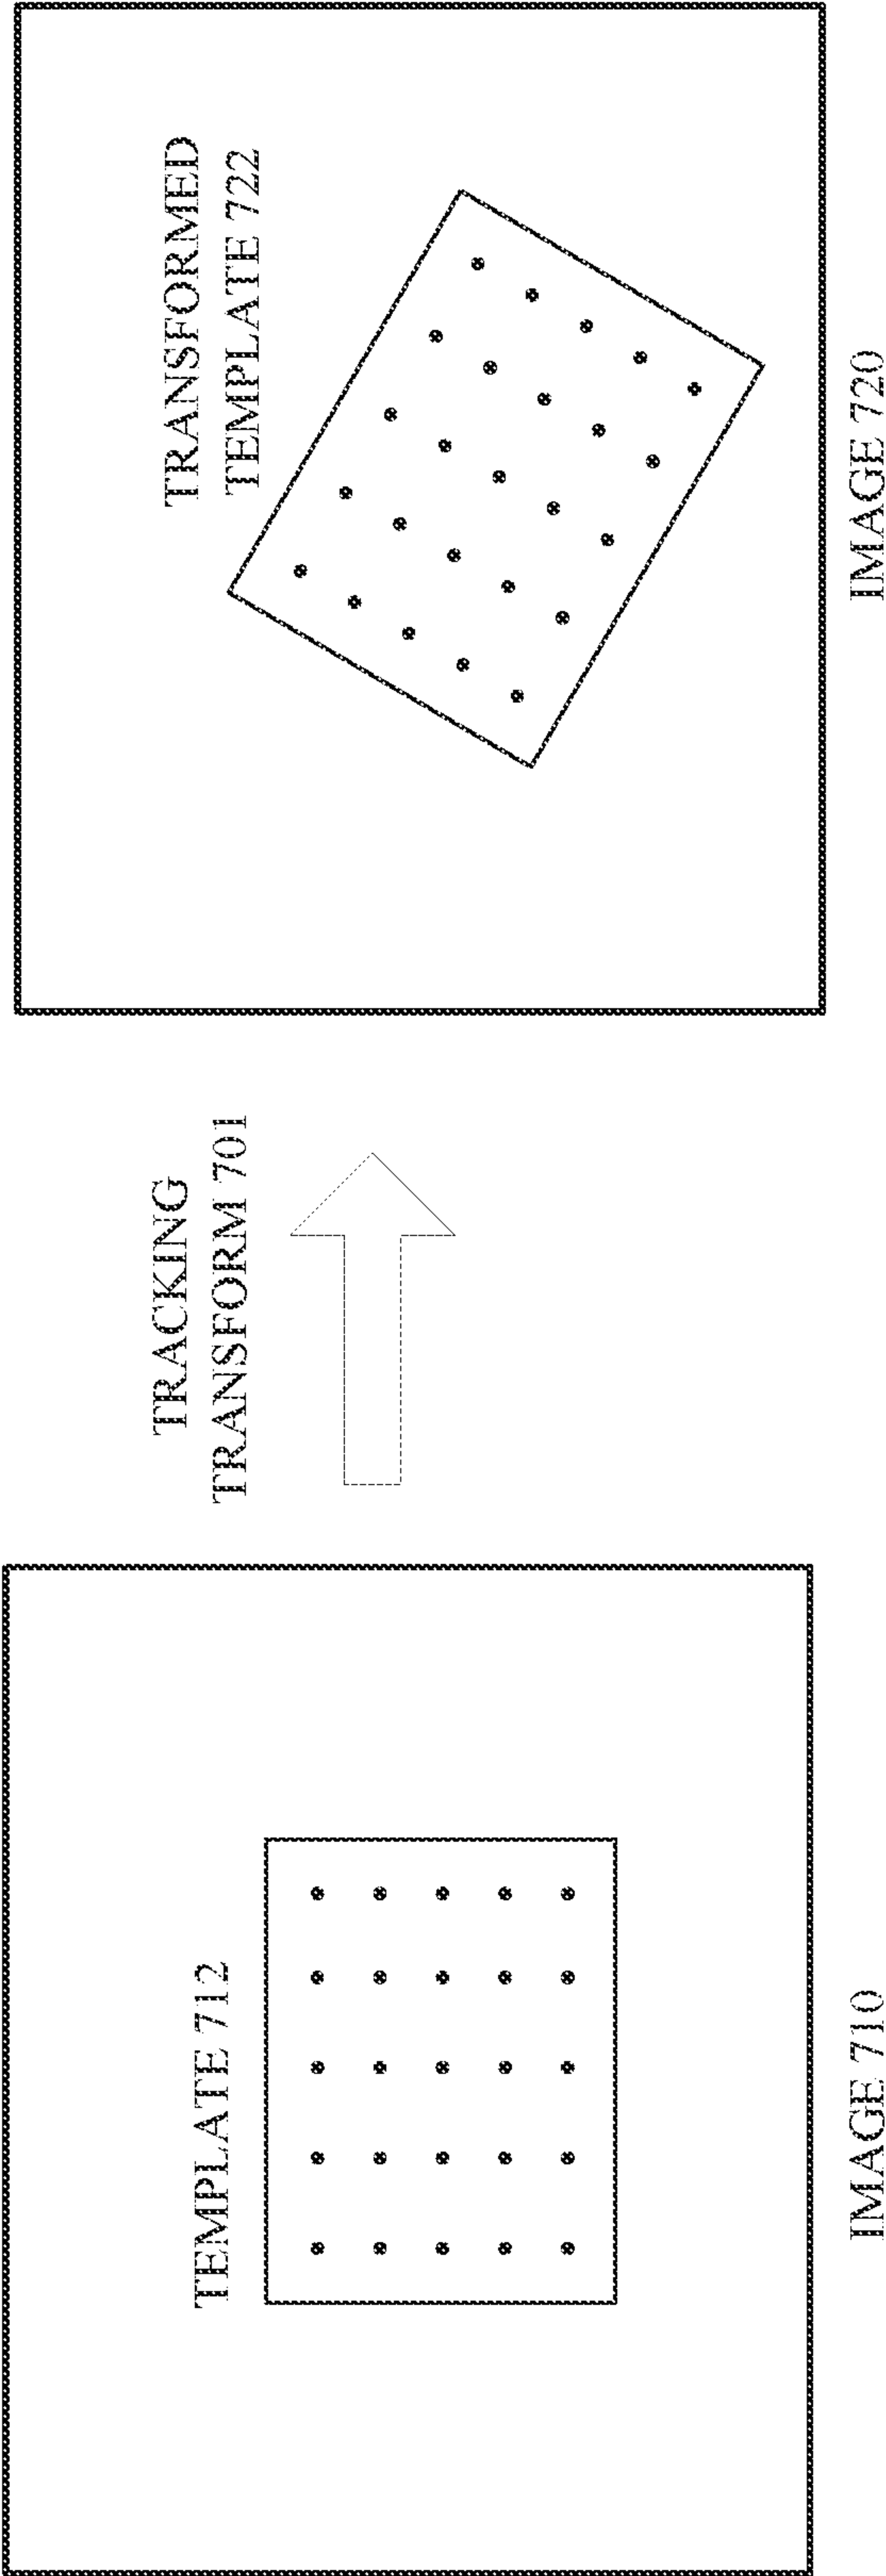 TEMPLATE 712
IMAGE 710
TRACKING
TRANSFORM 701
TRANSFORMED
TEMPLATE 722
IMAGE 720